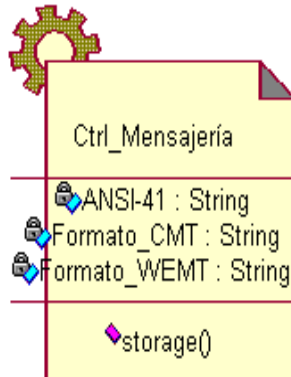 Ctrl_Mensajería
ANSI-41 : String
Formato_CMT : String
Formato_WEMT : String
storage()